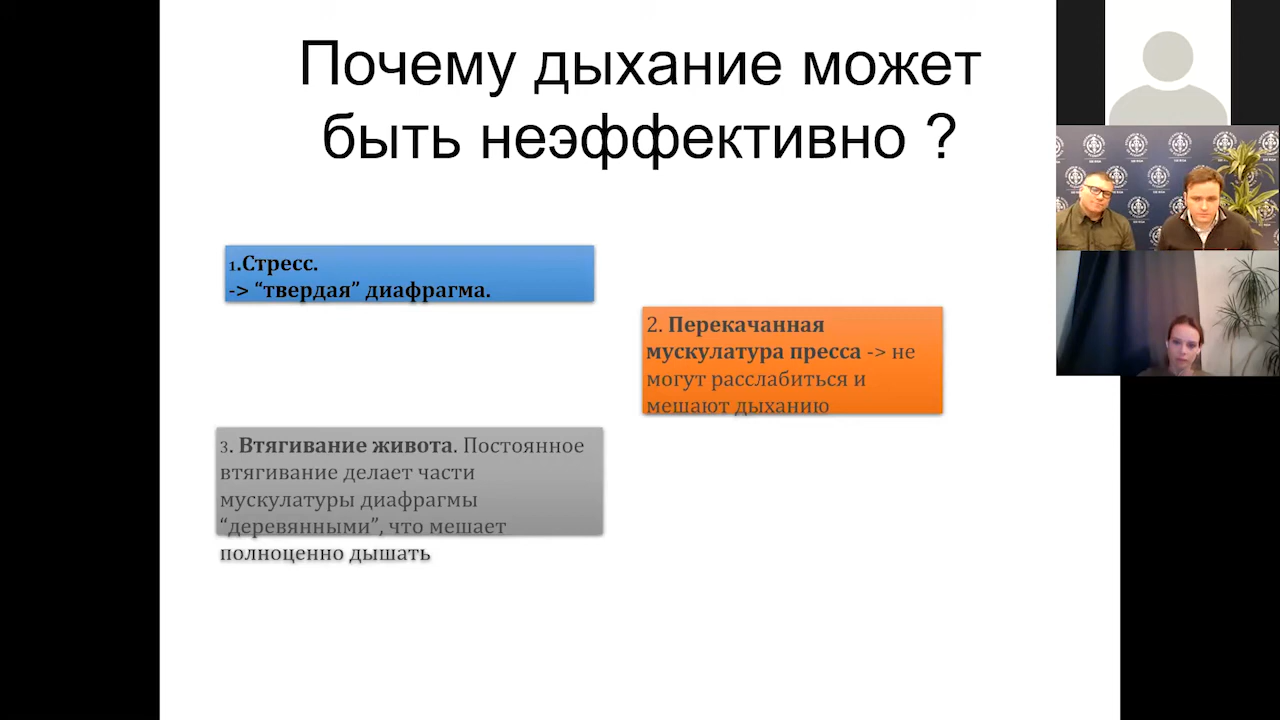 Почему дыхание может
быть неэффективно ?
1.Стресс.
-> “твердая” диафрагма.
2. Перекачанная
мускулатура пресса -> не
могут расслабиться и
мешают дыханию
3. Втягивание живота. Постоянное
втягивание делает части
мускулатуры диафрагмы
“деревянными”, что мешает
полноценно дышать